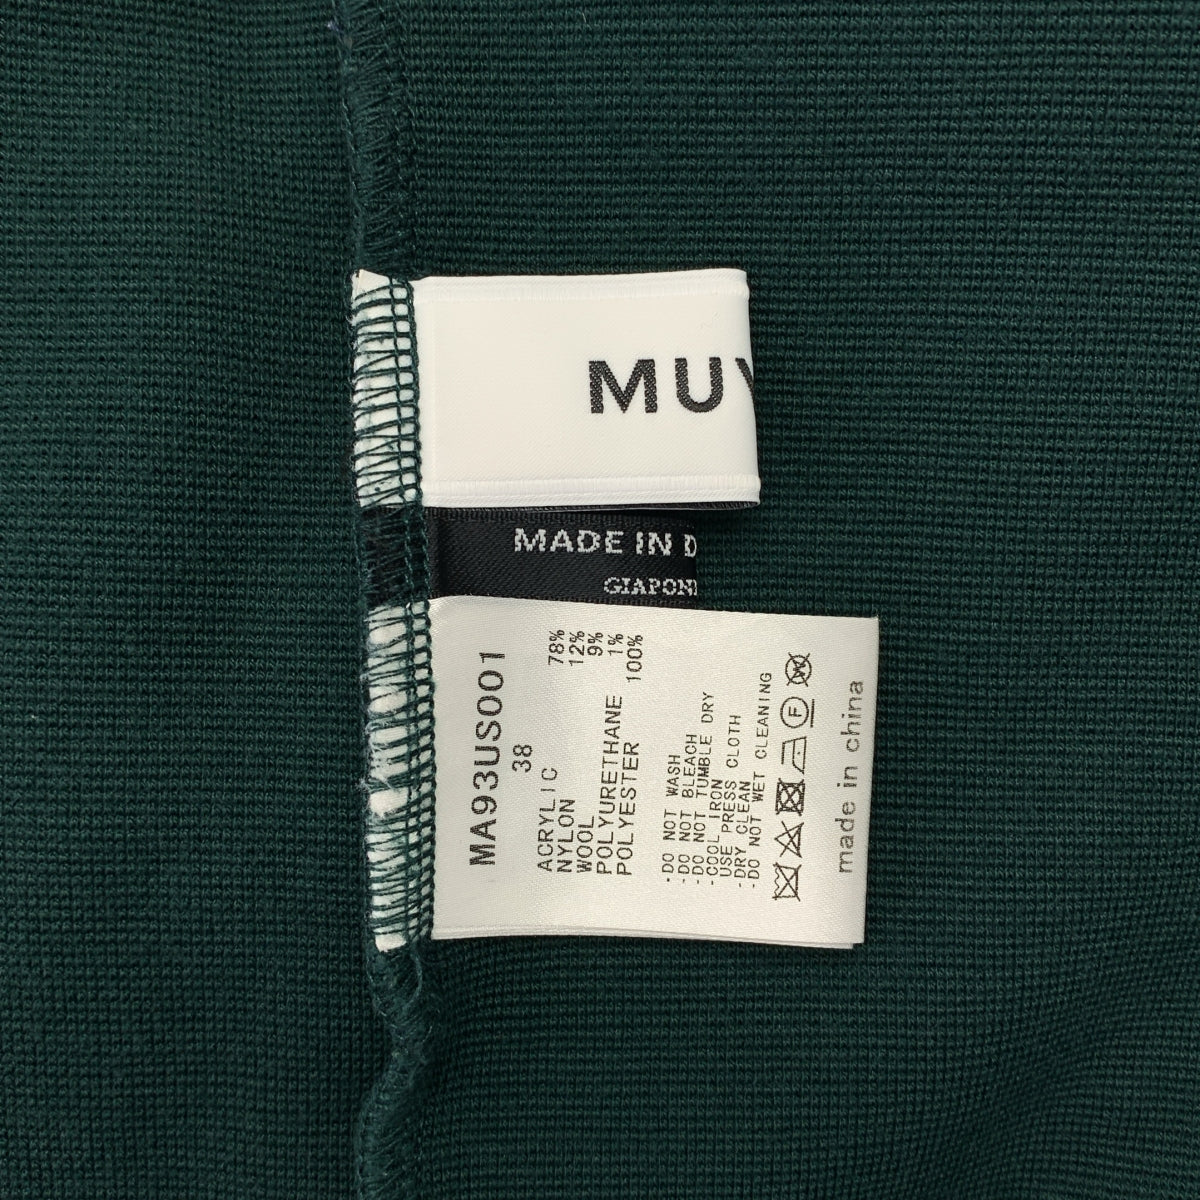 MUV
MADE IN
GIAPON
MA93US001
38
ACRYLIC 78%
NYLON 12%
WOOL 9%
POLYURETHANE 1%
POLYESTER 100%
·DO NOT WASH
·DO NOT BLEACH
·DO NOT TUMBLE DRY
·COOL IRON
USE PRESS CLOTH
·DRY CLEAN
·DO NOT WET CLEANING
F W
made in china